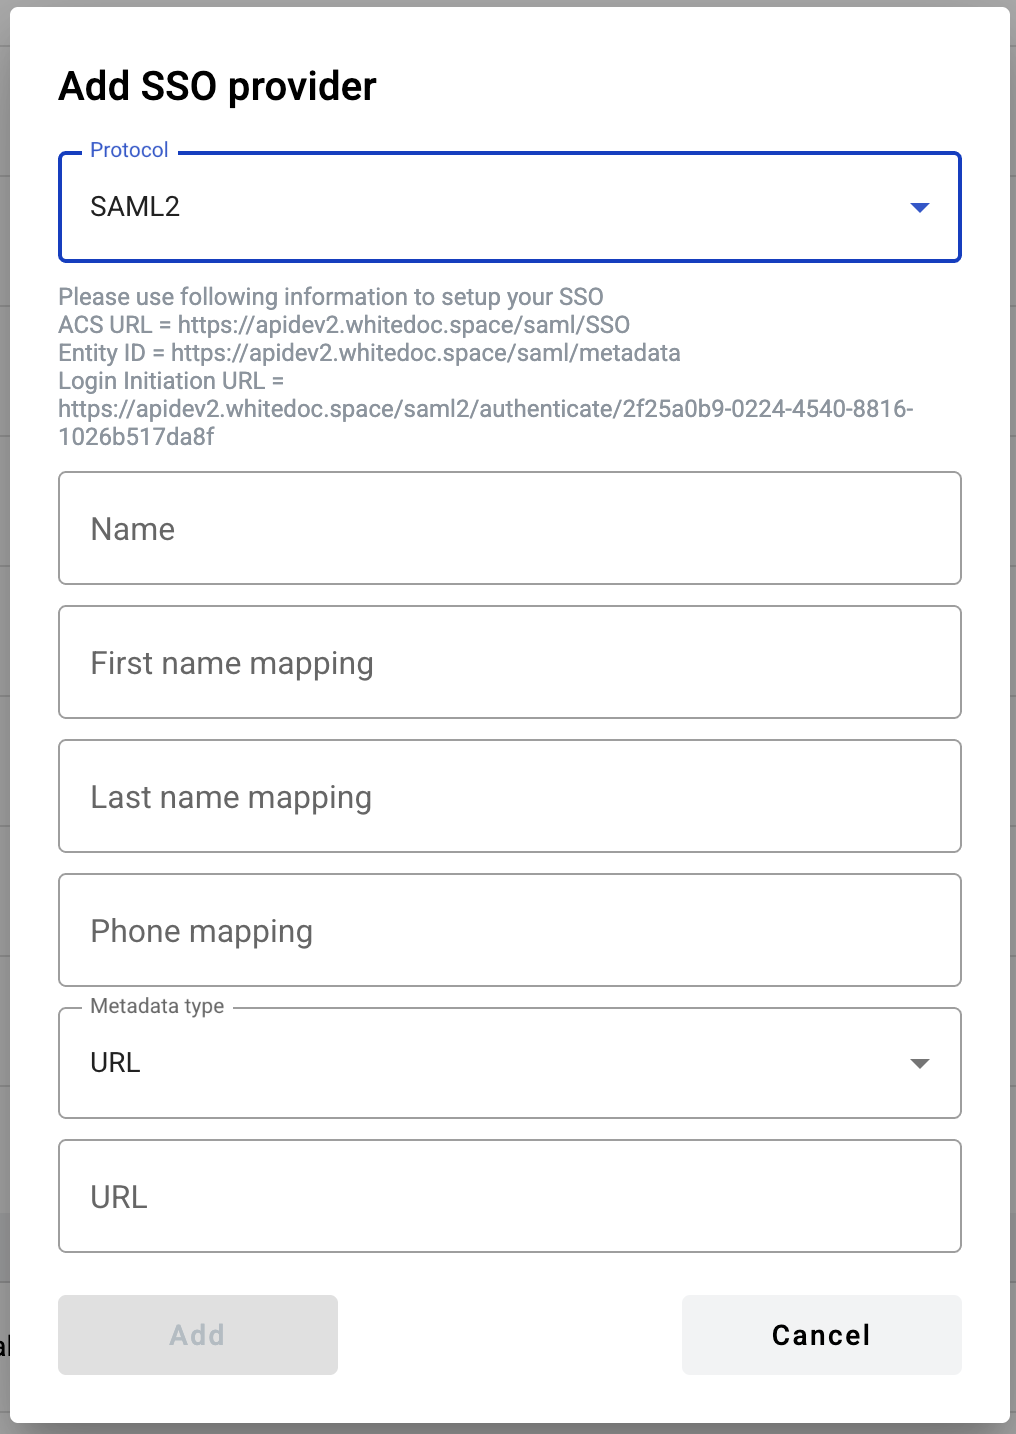 Add SSO provider
Protocol
SAML2
Please use following information to setup your SSO
ACS URL = https://apidev2.whitedoc.space/saml/SSO
Entity ID = https://apidev2.whitedoc.space/saml/metadata
Login Initiation URL =
https://apidev2.whitedoc.space/saml2/authenticate/2f25a0b9-0224-4540-8816-
1026b517da8f
Name
First name mapping
Last name mapping
Phone mapping
Metadata type
URL
URL
Add
Cancel